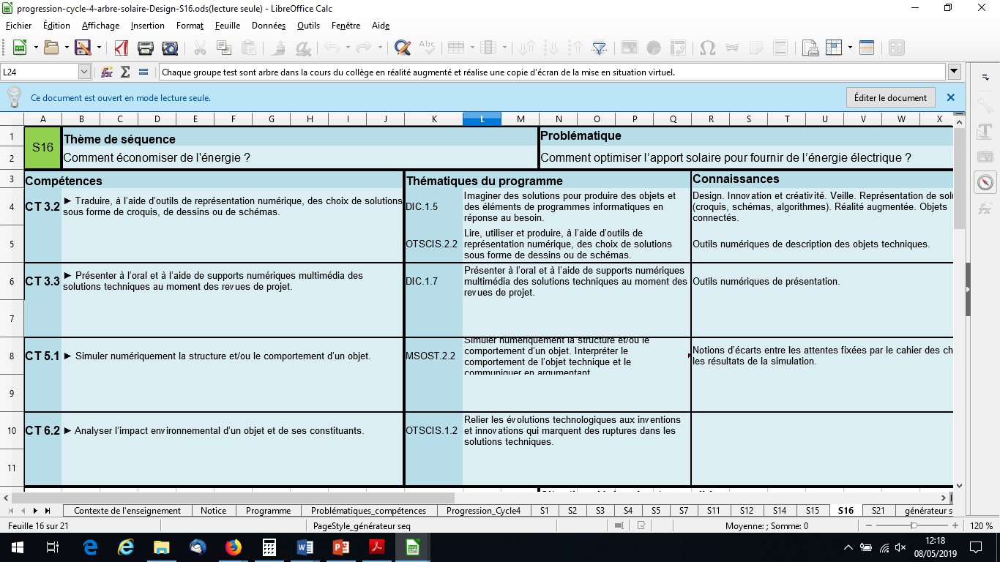 progression-cycle-4-arbre-solaire-Design-S16.ods(lecture seule) - LibreOffice Calc
Fichier Édition Affichage Insertion Format Feuille Données Outils Fenêtre Aide
L24
Chaque groupe test sont arbre dans la cours du collège en réalité augmenté et réalise une copie d'écran de la mise en situation virtuel.
Ce document est ouvert en mode lecture seule.
Éditer le document
A B C D E F G H I J K L M N O P Q R S T U V W X
1
S16
Thème de séquence
Problématique
2
Comment économiser de l'énergie ?
Comment optimiser l'apport solaire pour fournir de l'énergie électrique ?
3
Compétences
Thématiques du programme
Connaissances
4
CT 3.2
► Traduire, à l'aide d'outils de représentation numérique, des choix de solutions
sous forme de croquis, de dessins ou de schémas.
DIC.1.5
Imaginer des solutions pour produire des objets et
des éléments de programmes informatiques en
réponse au besoin.
Design. Innovation et créativité. Veille. Représentation de solu
(croquis, schémas, algorithmes). Réalité augmentée. Objets
connectés.
5
OTSCIS.2.2
Lire, utiliser et produire, à l'aide d'outils de
représentation numérique, des choix de solutions
sous forme de dessins ou de schémas.
Outils numériques de description des objets techniques.
6
CT 3.3
► Présenter à l'oral et à l'aide de supports numériques multimédia des
solutions techniques au moment des revues de projet.
DIC.1.7
Présenter à l'oral et à l'aide de supports numériques
multimédia des solutions techniques au moment des
revues de projet.
Outils numériques de présentation.
7
8
CT 5.1
► Simuler numériquement la structure et/ou le comportement d'un objet.
MSOST.2.2
Simuler numériquement la structure et/ou le
comportement d'un objet. Interpréter le
comportement de l'objet technique et le
communiquer en argumentant
Notions d'écarts entre les attentes fixées par le cahier des ch
les résultats de la simulation.
9
10
CT 6.2
► Analyser l'impact environnemental d'un objet et de ses constituants.
OTSCIS.1.2
Relier les évolutions technologiques aux inventions
et innovations qui marquent des ruptures dans les
solutions techniques.
11
Contexte de l'enseignement Notice Programme Problématiques_compétences Progression_Cycle4 S1 S2 S3 S4 S5 S7 S11 S12 S14 S15 S16 S21 générateur s
Feuille 16 sur 21
PageStyle_générateur seq
Moyenne: ; Somme: 0
120 %
12:18
08/05/2019